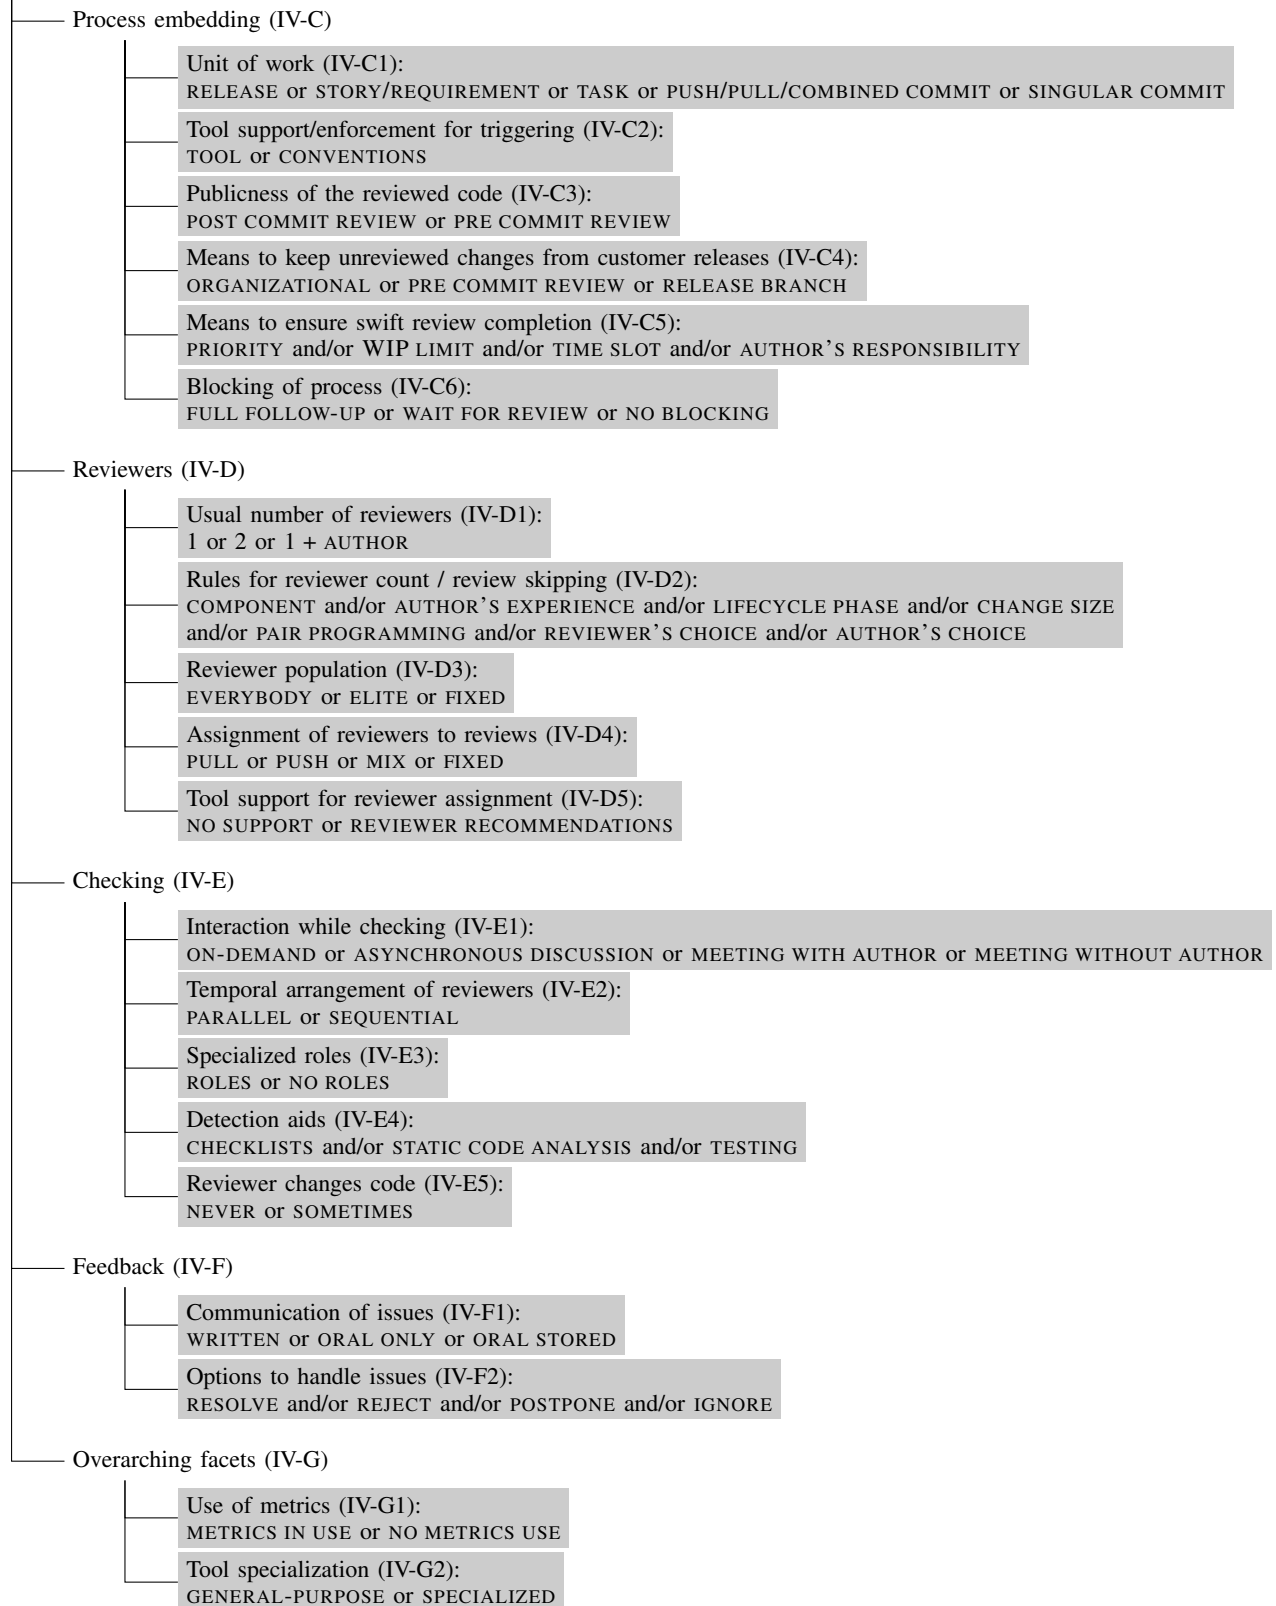 Process embedding (IV-C)
Unit of work (IV-C1):
RELEASE or STORY/REQUIREMENT or TASK or PUSH/PULL/COMBINED COMMIT or SINGULAR COMMIT
Tool support/enforcement for triggering (IV-C2):
TOOL or CONVENTIONS
Publicness of the reviewed code (IV-C3):
POST COMMIT REVIEW or PRE COMMIT REVIEW
Means to keep unreviewed changes from customer releases (IV-C4):
ORGANIZATIONAL or PRE COMMIT REVIEW or RELEASE BRANCH
Means to ensure swift review completion (IV-C5):
PRIORITY and/or WIP LIMIT and/or TIME SLOT and/or AUTHOR'S RESPONSIBILITY
Blocking of process (IV-C6):
FULL FOLLOW-UP or WAIT FOR REVIEW or NO BLOCKING
Reviewers (IV-D)
Usual number of reviewers (IV-D1):
1 or 2 or 1 + AUTHOR
Rules for reviewer count / review skipping (IV-D2):
COMPONENT and/or AUTHOR'S EXPERIENCE and/or LIFECYCLE PHASE and/or CHANGE SIZE
and/or PAIR PROGRAMMING and/or REVIEWER'S CHOICE and/or AUTHOR'S CHOICE
Reviewer population (IV-D3):
EVERYBODY or ELITE or FIXED
Assignment of reviewers to reviews (IV-D4):
PULL or PUSH or MIX or FIXED
Tool support for reviewer assignment (IV-D5):
NO SUPPORT or REVIEWER RECOMMENDATIONS
Checking (IV-E)
Interaction while checking (IV-E1):
ON-DEMAND or ASYNCHRONOUS DISCUSSION or MEETING WITH AUTHOR or MEETING WITHOUT AUTHOR
Temporal arrangement of reviewers (IV-E2):
PARALLEL or SEQUENTIAL
Specialized roles (IV-E3):
ROLES or NO ROLES
Detection aids (IV-E4):
CHECKLISTS and/or STATIC CODE ANALYSIS and/or TESTING
Reviewer changes code (IV-E5):
NEVER or SOMETIMES
Feedback (IV-F)
Communication of issues (IV-F1):
WRITTEN or ORAL ONLY or ORAL STORED
Options to handle issues (IV-F2):
RESOLVE and/or REJECT and/or POSTPONE and/or IGNORE
Overarching facets (IV-G)
Use of metrics (IV-G1):
METRICS IN USE or NO METRICS USE
Tool specialization (IV-G2):
GENERAL-PURPOSE or SPECIALIZED